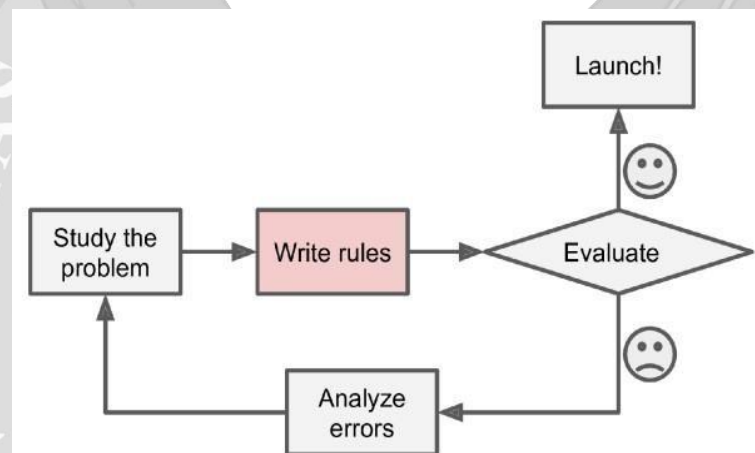 Launch!
Study the
problem
Write rules
Evaluate
Analyze
errors